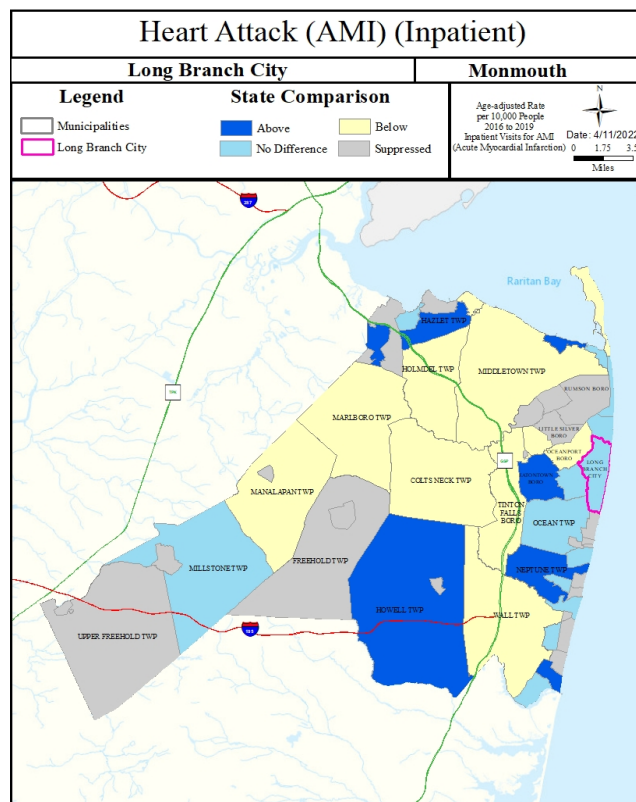 Heart Attack (AMI) (Inpatient)
Long Branch City
Monmouth
Legend
Municipalities
Long Branch City
State Comparison
Above
Below
No Difference
Suppressed
Age-adjusted Rate
per 10,000 People
2016 to 2019
Inpatient Visits for AMI
(Acute Myocardial Infarction)
N
Date: 4/11/2022
0 1.75 3.5
Miles
287
Raritan Bay
HAZLET TWP
HOLMDEL TWP
MIDDLETOWN TWP
RUMSON BORO
MARLBORO TWP
LITTLE SILVER
BORO
OCEANPORT
BORO
LONG
BRANCH
CITY
GSP
COLTS NECK TWP
MANALAPAN TWP
TINTON
FALLS
BORO
OCEAN TWP
FREEHOLD TWP
MILLSTONE TWP
NEPTUNE TWP
HOWELL TWP
WALL TWP
UPPER FREEHOLD TWP
195